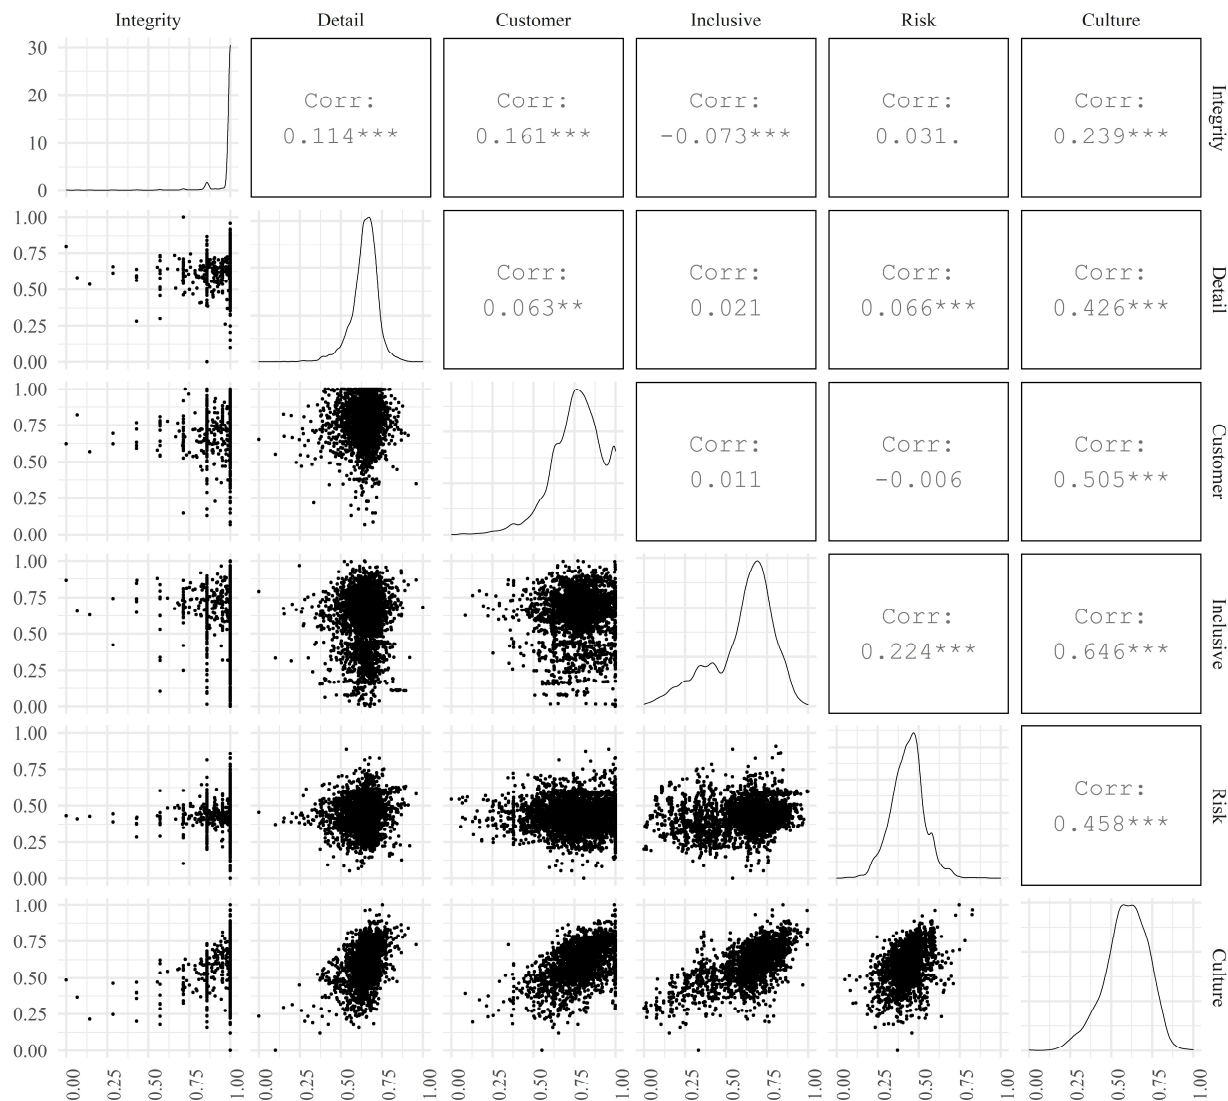 Integrity Detail Customer Inclusive Risk Culture
30
20
10
0
Corr:
0.114***
Corr:
0.161***
Corr:
-0.073***
Corr:
0.031.
Corr:
0.239***
Integrity
1.00
0.75
0.50
0.25
0.00
Corr:
0.063**
Corr:
0.021
Corr:
0.066***
Corr:
0.426***
Detail
1.00
0.75
0.50
0.25
0.00
Corr:
0.011
Corr:
-0.006
Corr:
0.505***
Customer
1.00
0.75
0.50
0.25
0.00
Corr:
0.224***
Corr:
0.646***
Inclusive
1.00
0.75
0.50
0.25
0.00
Corr:
0.458***
Risk
1.00
0.75
0.50
0.25
0.00
Culture
0.00 0.25 0.50 0.75 1.00
0.00 0.25 0.50 0.75 1.00
0.00 0.25 0.50 0.75 1.00
0.00 0.25 0.50 0.75 1.00
0.00 0.25 0.50 0.75 1.00
0.00 0.25 0.50 0.75 1.00